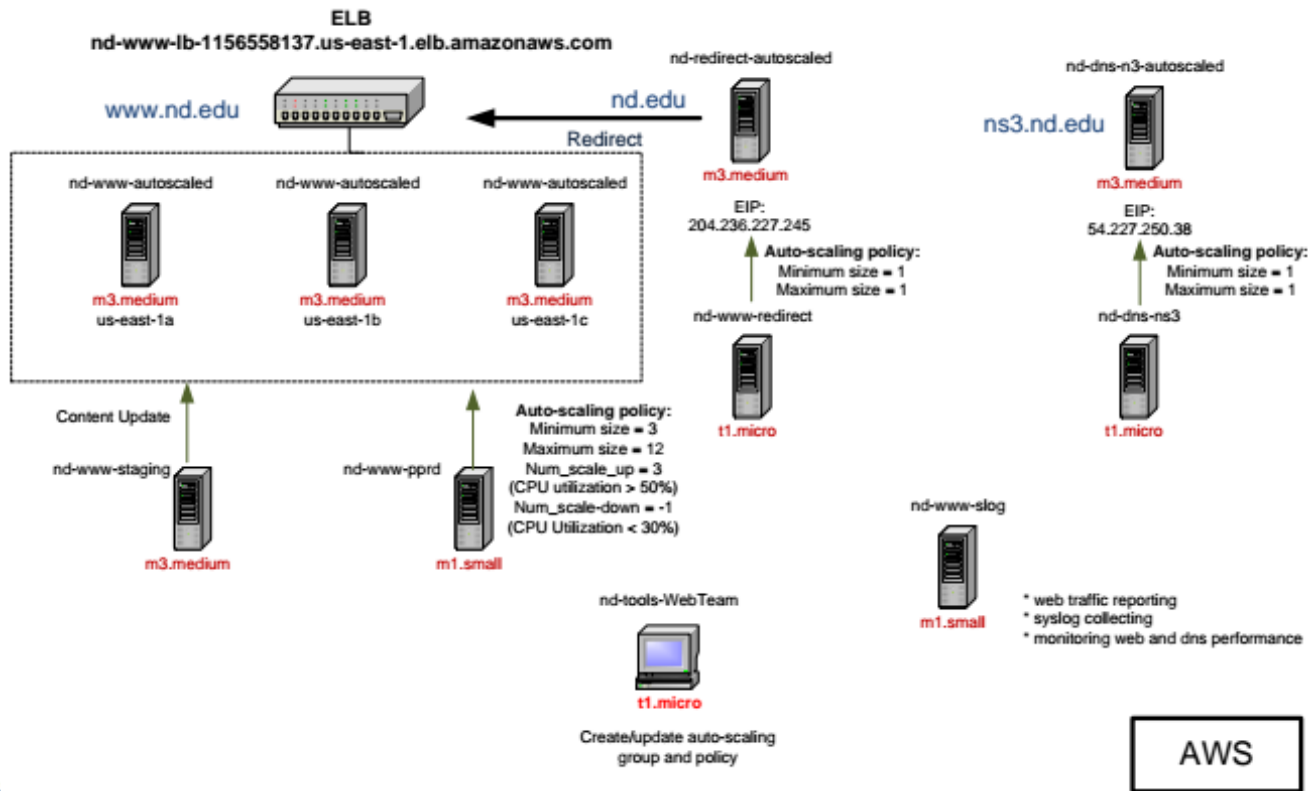 ELB
nd-www-lb-1156558137.us-east-1.elb.amazonaws.com
www.nd.edu
nd.edu
Redirect
nd-redirect-autoscaled
m3.medium
EIP:
204.236.227.245
Auto-scaling policy:
Minimum size = 1
Maximum size = 1
nd-www-redirect
t1.micro
nd-dns-n3-autoscaled
ns3.nd.edu
m3.medium
EIP:
54.227.250.38
Auto-scaling policy:
Minimum size = 1
Maximum size = 1
nd-dns-ns3
t1.micro
nd-www-autoscaled
m3.medium
us-east-1a
nd-www-autoscaled
m3.medium
us-east-1b
nd-www-autoscaled
m3.medium
us-east-1c
Content Update
nd-www-staging
m3.medium
nd-www-pprd
m1.small
Auto-scaling policy:
Minimum size = 3
Maximum size = 12
Num_scale_up = 3
(CPU utilization > 50%)
Num_scale-down = -1
(CPU Utilization < 30%)
nd-tools-WebTeam
t1.micro
Create/update auto-scaling
group and policy
nd-www-slog
m1.small
* web traffic reporting
* syslog collecting
* monitoring web and dns performance
AWS